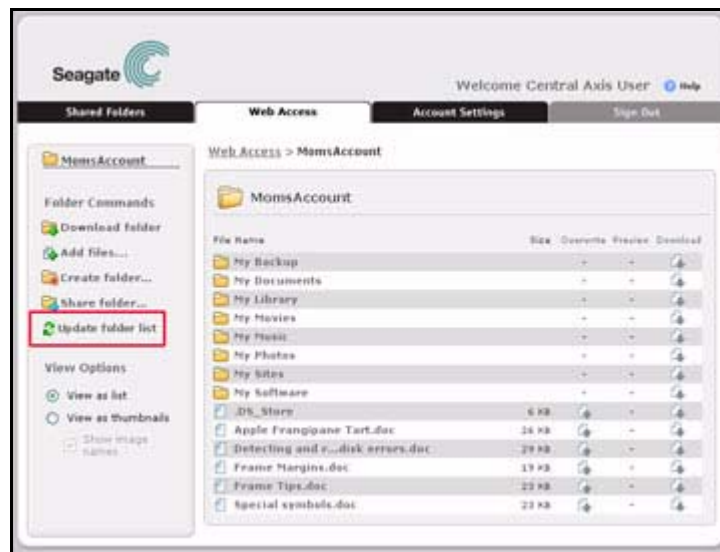 Seagate
Welcome Central Axis User Help
Shared Folders Web Access Account Settings Sign Out
MomsAccount
Web Access > MomsAccount
MomsAccount
Folder Commands
Download folder
Add files...
Create folder...
Share folder...
Update folder list
View Options
View as list
View as thumbnails
Show image names
File Name Size Overwrite Preview Download
My Backup - -
My Documents - -
My Library - -
My Movies - -
My Music - -
My Photos - -
My Sites - -
My Software - -
.DS_Store 6 KB -
Apple Frangipane Tart.doc 26 KB -
Detecting and r...disk errors.doc 29 KB -
Frame Margins.doc 19 KB -
Frame Tips.doc 23 KB -
Special symbols.doc 23 KB -